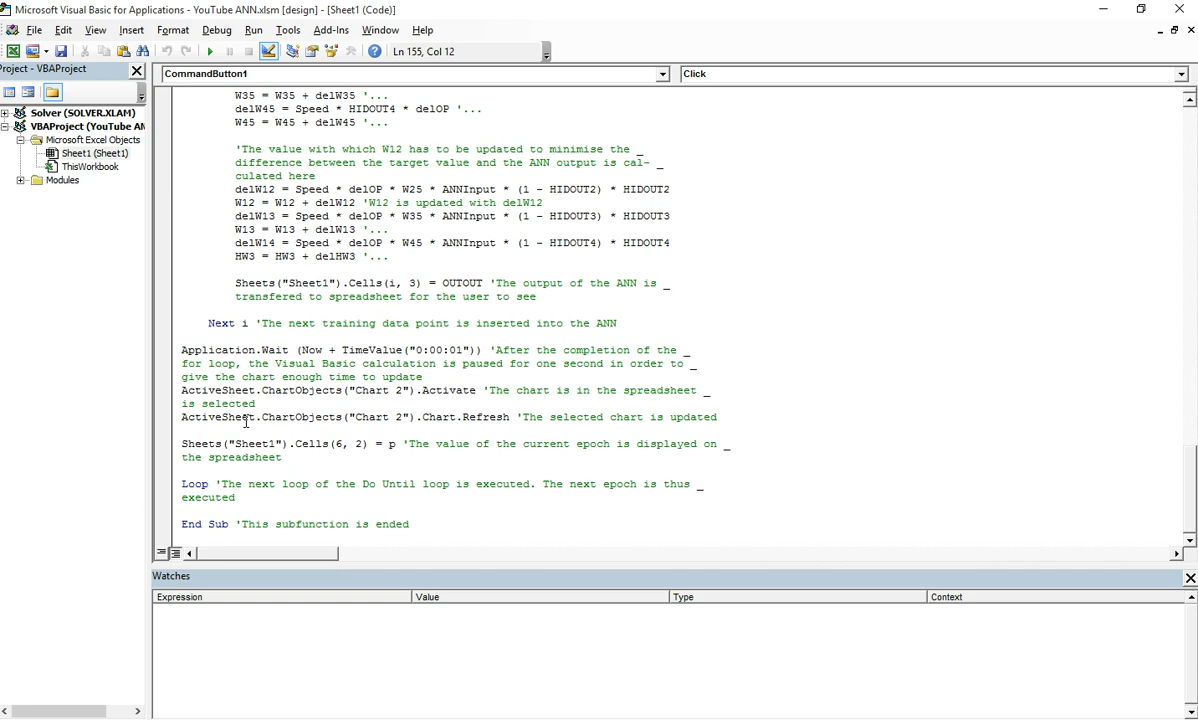 Microsoft Visual Basic for Applications - YouTube ANN.xlsm [design] - [Sheet1 (Code)]
File Edit View Insert Format Debug Run Tools Add-Ins Window Help
Ln 155, Col 12
Project - VBAProject
CommandButton1
Click
Solver (SOLVER.XLAM)
VBAProject (YouTube AN
Microsoft Excel Objects
Sheet1 (Sheet1)
ThisWorkbook
Modules
W35 = W35 + delW35 '...
delW45 = Speed * HIDOUT4 * delOP '...
W45 = W45 + delW45 '...
'The value with which W12 has to be updated to minimise the _
difference between the target value and the ANN output is cal- _
culated here
delW12 = Speed * delOP * W25 * ANNInput * (1 - HIDOUT2) * HIDOUT2
W12 = W12 + delW12 'W12 is updated with delW12
delW13 = Speed * delOP * W35 * ANNInput * (1 - HIDOUT3) * HIDOUT3
W13 = W13 + delW13 '...
delW14 = Speed * delOP * W45 * ANNInput * (1 - HIDOUT4) * HIDOUT4
HW3 = HW3 + delHW3 '...
Sheets("Sheet1").Cells(i, 3) = OUTOUT 'The output of the ANN is _
transfered to spreadsheet for the user to see
Next i 'The next training data point is inserted into the ANN
Application.Wait (Now + TimeValue("0:00:01")) 'After the completion of the _
for loop, the Visual Basic calculation is paused for one second in order to _
give the chart enough time to update
ActiveSheet.ChartObjects("Chart 2").Activate 'The chart is in the spreadsheet _
is selected
ActiveSheet.ChartObjects("Chart 2").Chart.Refresh 'The selected chart is updated
Sheets("Sheet1").Cells(6, 2) = p 'The value of the current epoch is displayed on _
the spreadsheet
Loop 'The next loop of the Do Until loop is executed. The next epoch is thus _
executed
End Sub 'This subfunction is ended
Watches
Expression Value Type Context